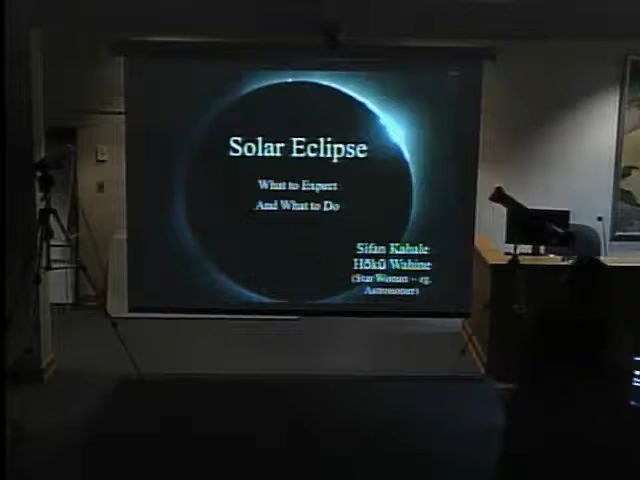 Solar Eclipse
What to Expect
And What to Do
Sifan Kahale
Hōkū Wahine
(Star Woman – eg.
Astronomer)